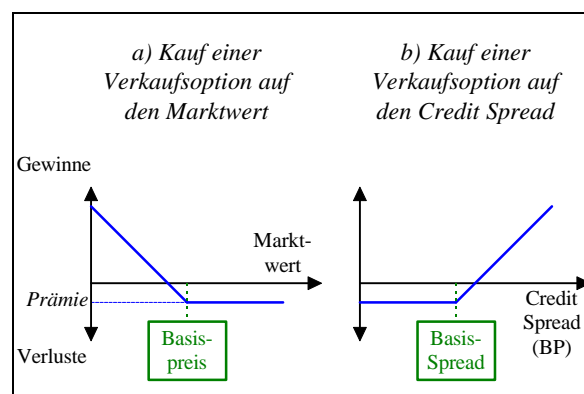 a) Kauf einer
Verkaufsoption auf
den Marktwert
b) Kauf einer
Verkaufsoption auf
den Credit Spread
Gewinne
Markt-
wert
Prämie
Verluste
Basis-
preis
Basis-
Spread
Credit
Spread
(BP)